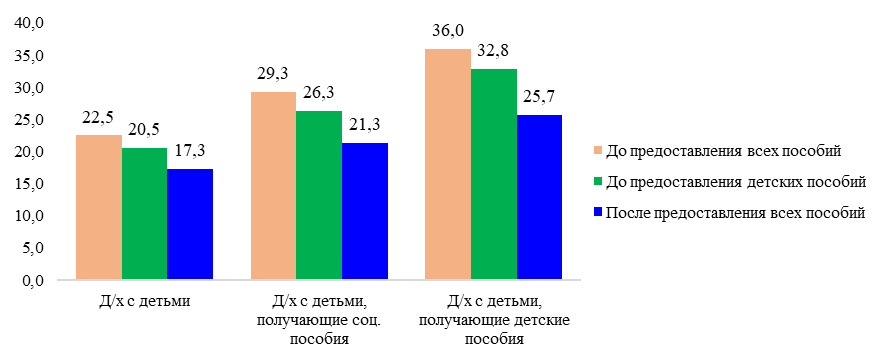 40,0
35,0
30,0
25,0
20,0
15,0
10,0
5,0
0,0
22,5
20,5
17,3
29,3
26,3
21,3
36,0
32,8
25,7
Д/х с детьми
Д/х с детьми,
получающие соц.
пособия
Д/х с детьми,
получающие детские
пособия
До предоставления всех пособий
До предоставления детских пособий
После предоставления всех пособий